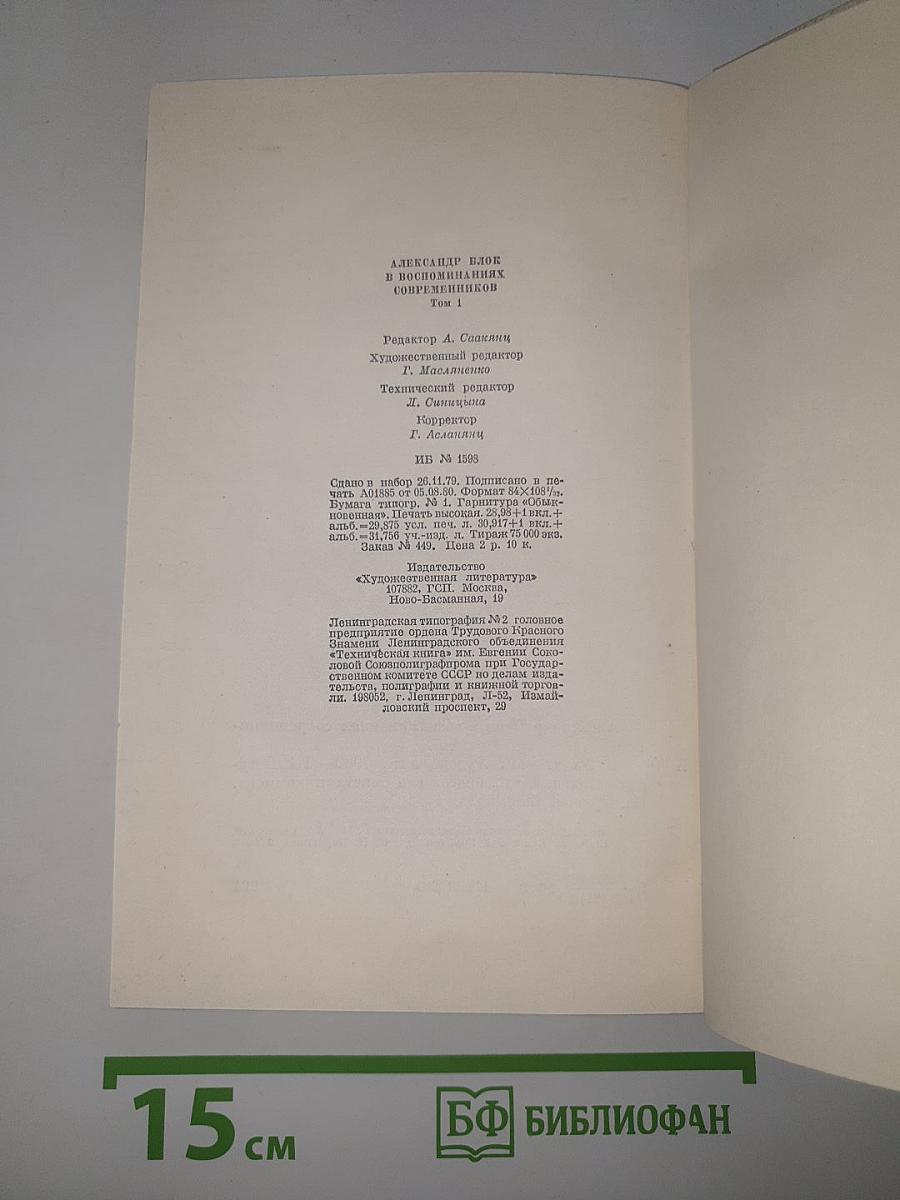 АЛЕКСАНДР БЛОК
В ВОСПОМИНАНИЯХ
СОВРЕМЕННИКОВ
Том 1
Редактор А. Саакянц
Художественный редактор
Г. Масляненко
Технический редактор
Л. Синицына
Корректор
Г. Асланянц
ИБ № 1598
Сдано в набор 26.11.79. Подписано в пе-
чать А01885 от 05.08.80. Формат 84×108 1/32.
Бумага типогр. № 1. Гарнитура «Обык-
новенная». Печать высокая. 28,98+1 вкл.+
альб.=29,875 усл. печ. л. 30,917+1 вкл.+
альб.=31,756 уч.-изд. л. Тираж 75 000 экз.
Заказ № 449. Цена 2 р. 10 к.
Издательство
«Художественная литература»
107882, ГСП, Москва,
Ново-Басманная, 19
Ленинградская типография № 2 головное
предприятие ордена Трудового Красного
Знамени Ленинградского объединения
«Техническая книга» им. Евгении Соко-
ловой Союзполиграфпрома при Государ-
ственном комитете СССР по делам изда-
тельств, полиграфии и книжной торгов-
ли. 198052, г. Ленинград, Л-52, Измай-
ловский проспект, 29
15 см
БФ БИБЛИОФАН